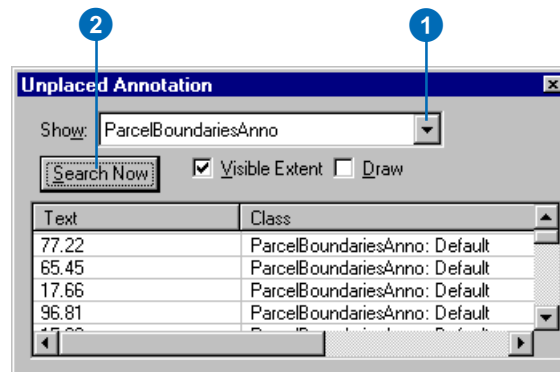 2 1
Unplaced Annotation
Show: ParcelBoundariesAnno
Search Now Visible Extent Draw
Text Class
77.22 ParcelBoundariesAnno: Default
65.45 ParcelBoundariesAnno: Default
17.66 ParcelBoundariesAnno: Default
96.81 ParcelBoundariesAnno: Default